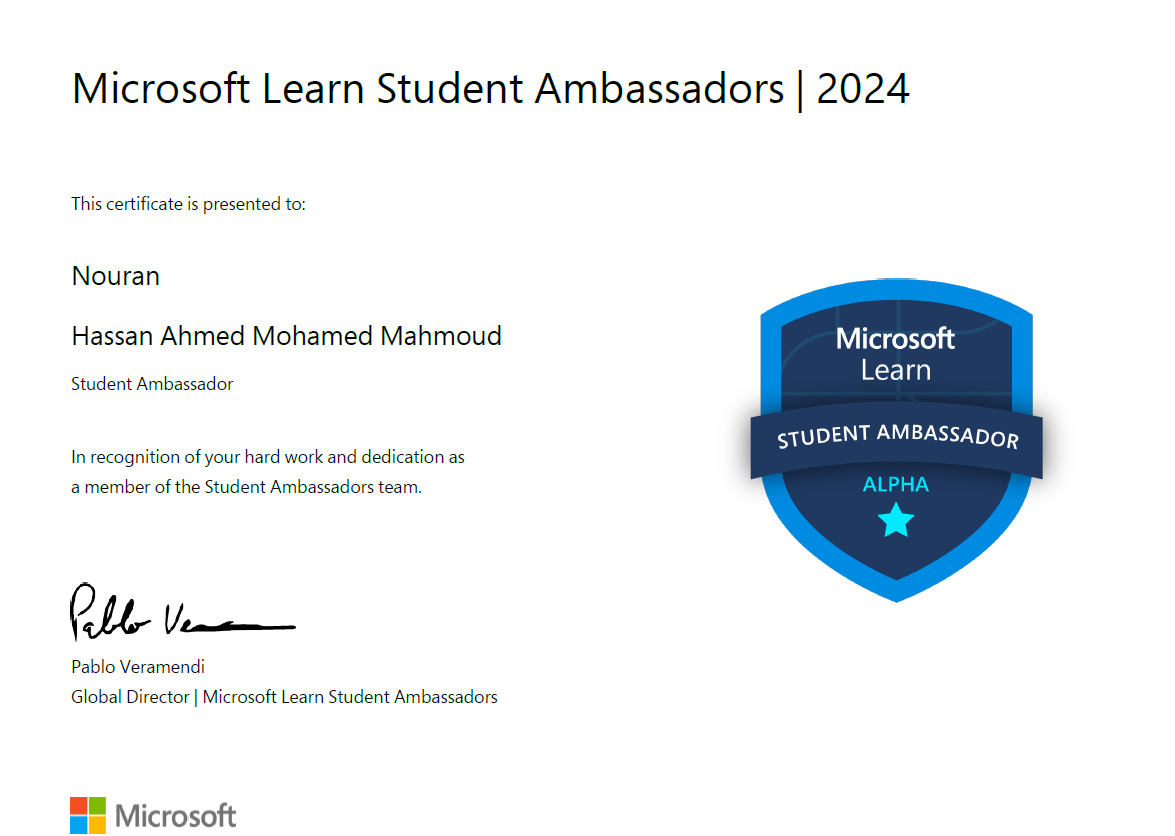 Microsoft Learn Student Ambassadors | 2024
This certificate is presented to:
Nouran
Hassan Ahmed Mohamed Mahmoud
Student Ambassador
In recognition of your hard work and dedication as
a member of the Student Ambassadors team.
Microsoft
Learn
STUDENT AMBASSADOR
ALPHA
Pablo Veramendi
Global Director | Microsoft Learn Student Ambassadors
Microsoft